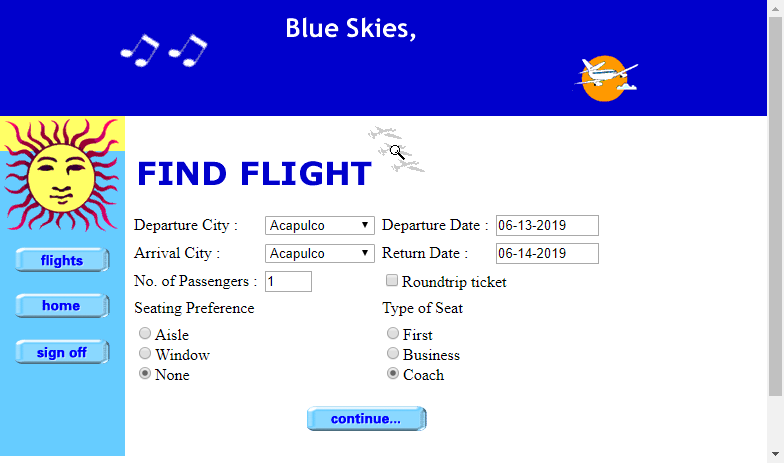 Blue Skies,
FIND FLIGHT
flights
home
sign off
Departure City : Acapulco Departure Date : 06-13-2019
Arrival City : Acapulco Return Date : 06-14-2019
No. of Passengers : 1 Roundtrip ticket
Seating Preference Type of Seat
Aisle First
Window Business
None Coach
continue...